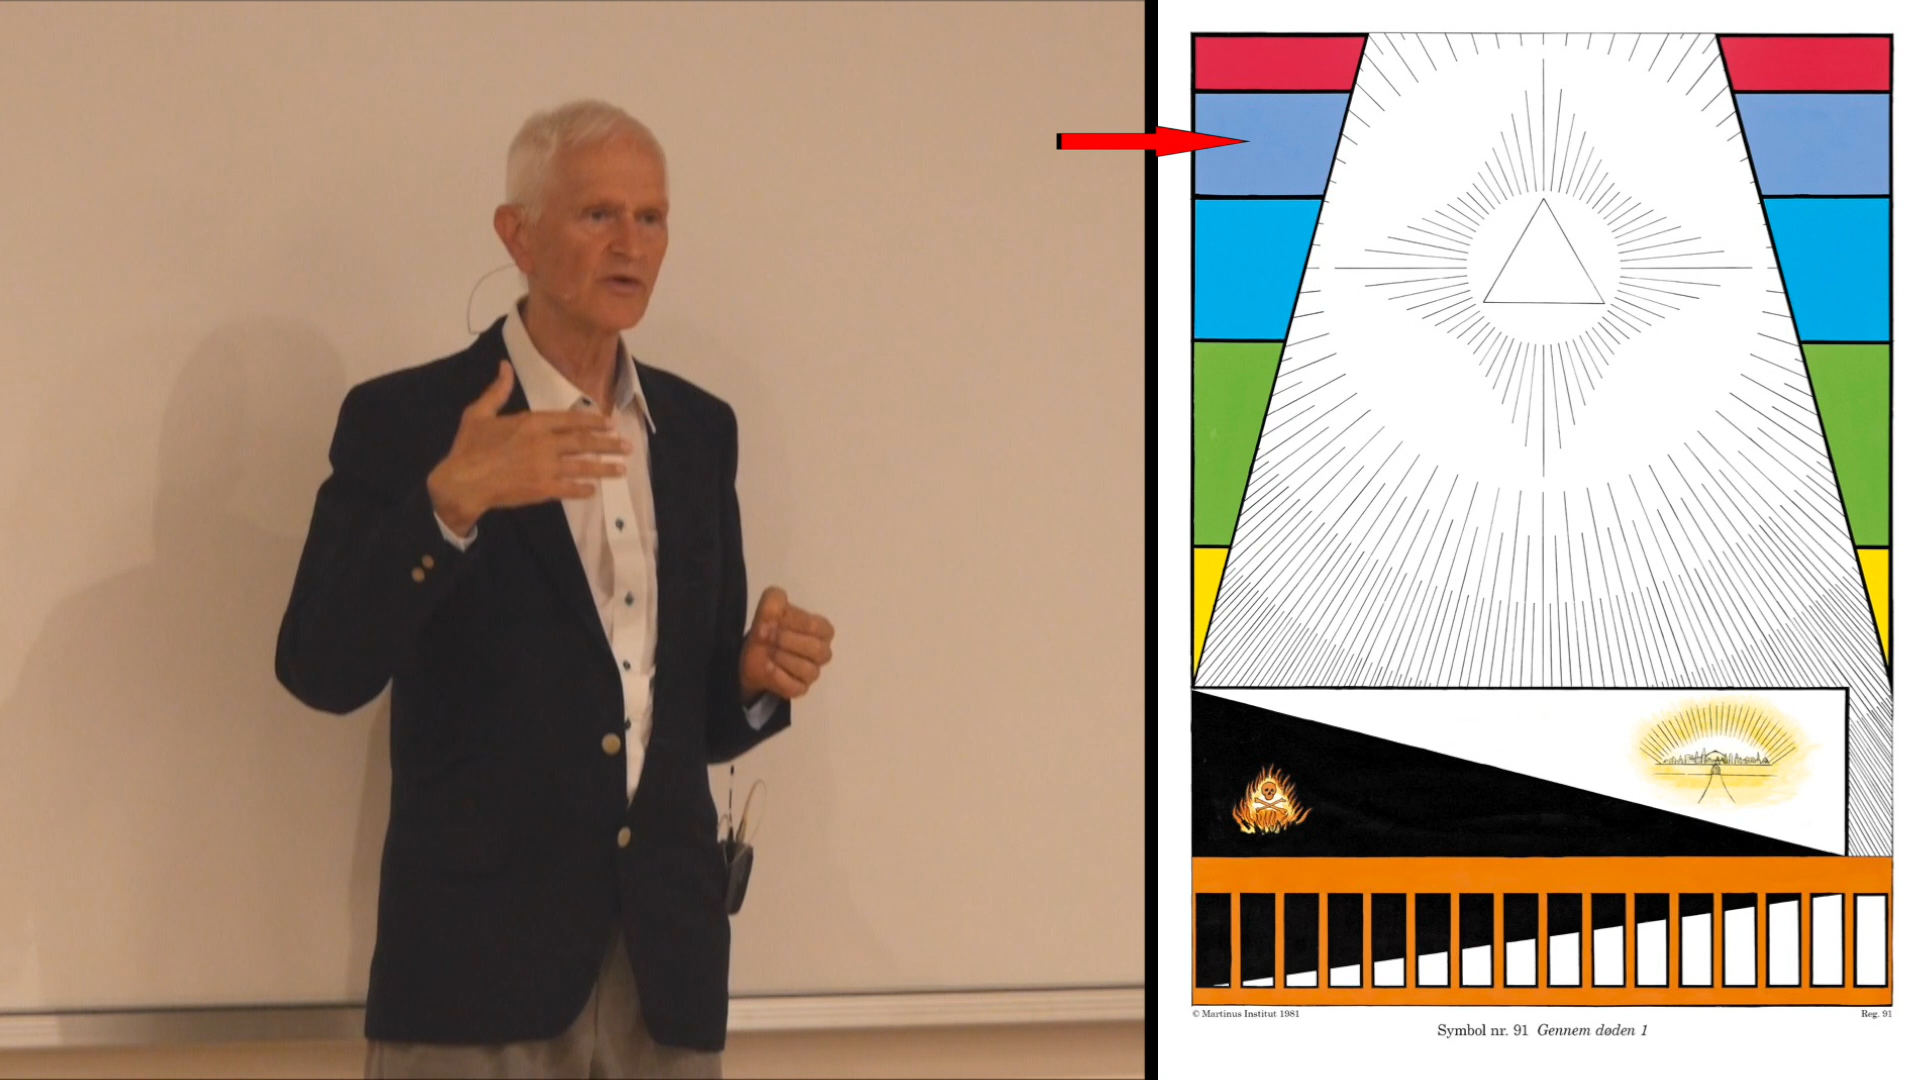 © Martinus Institut 1981
Reg. 91
Symbol nr. 91 Gennem døden 1